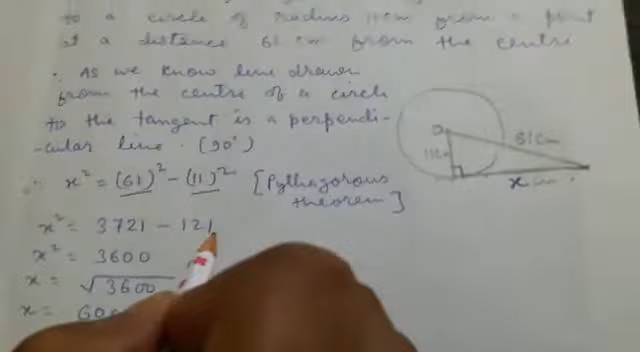 to a circle of radius 11cm from a point
at a distance 61 cm from the centre
. As we know line drawn
from the centre of a circle
to the tangent is a perpendi-
-cular line. (90°)
∴ x² = (61)² - (11)² [Pythagorous theorem]
x² = 3721 - 121
x² = 3600
x = √3600
x = 60
O
61cm
11cm
x cm